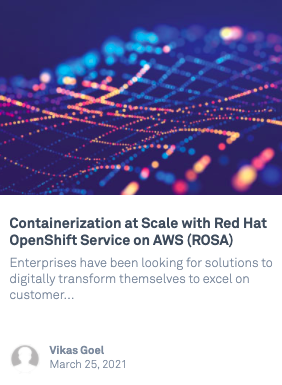 Containerization at Scale with Red Hat
OpenShift Service on AWS (ROSA)
Enterprises have been looking for solutions to
digitally transform themselves to excel on
customer...
Vikas Goel
March 25, 2021